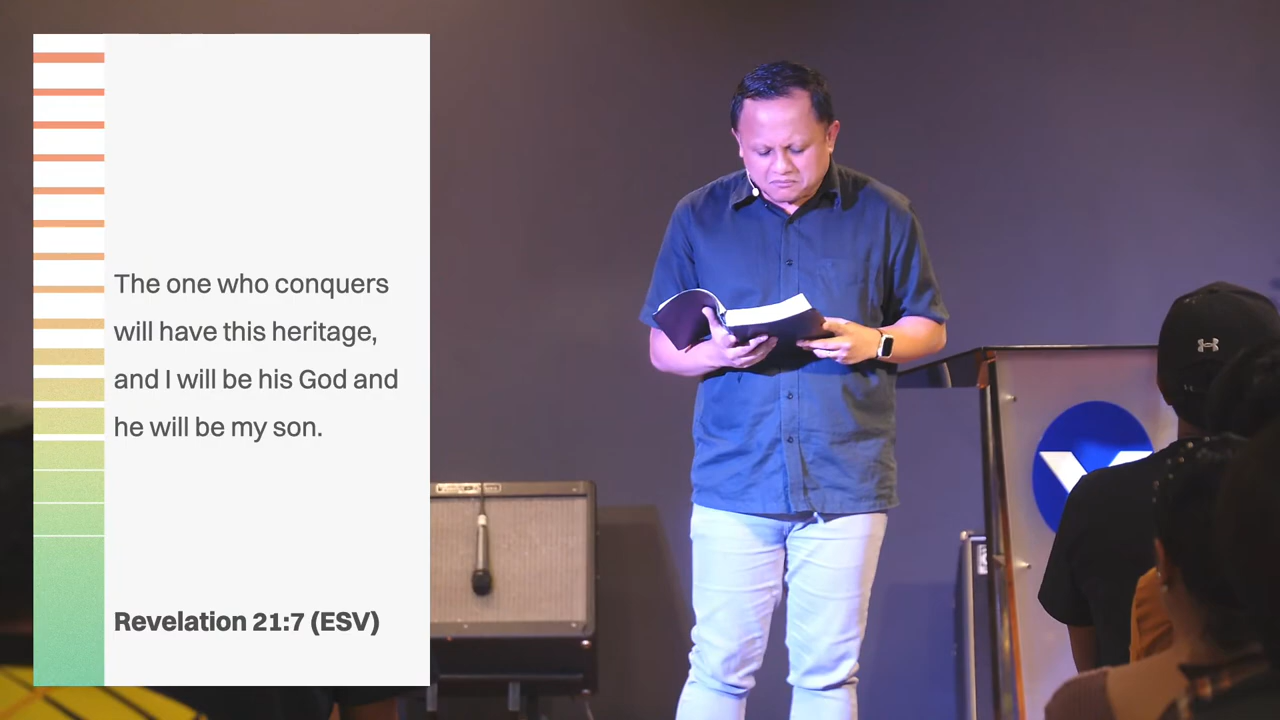 The one who conquers
will have this heritage,
and I will be his God and
he will be my son.
Revelation 21:7 (ESV)